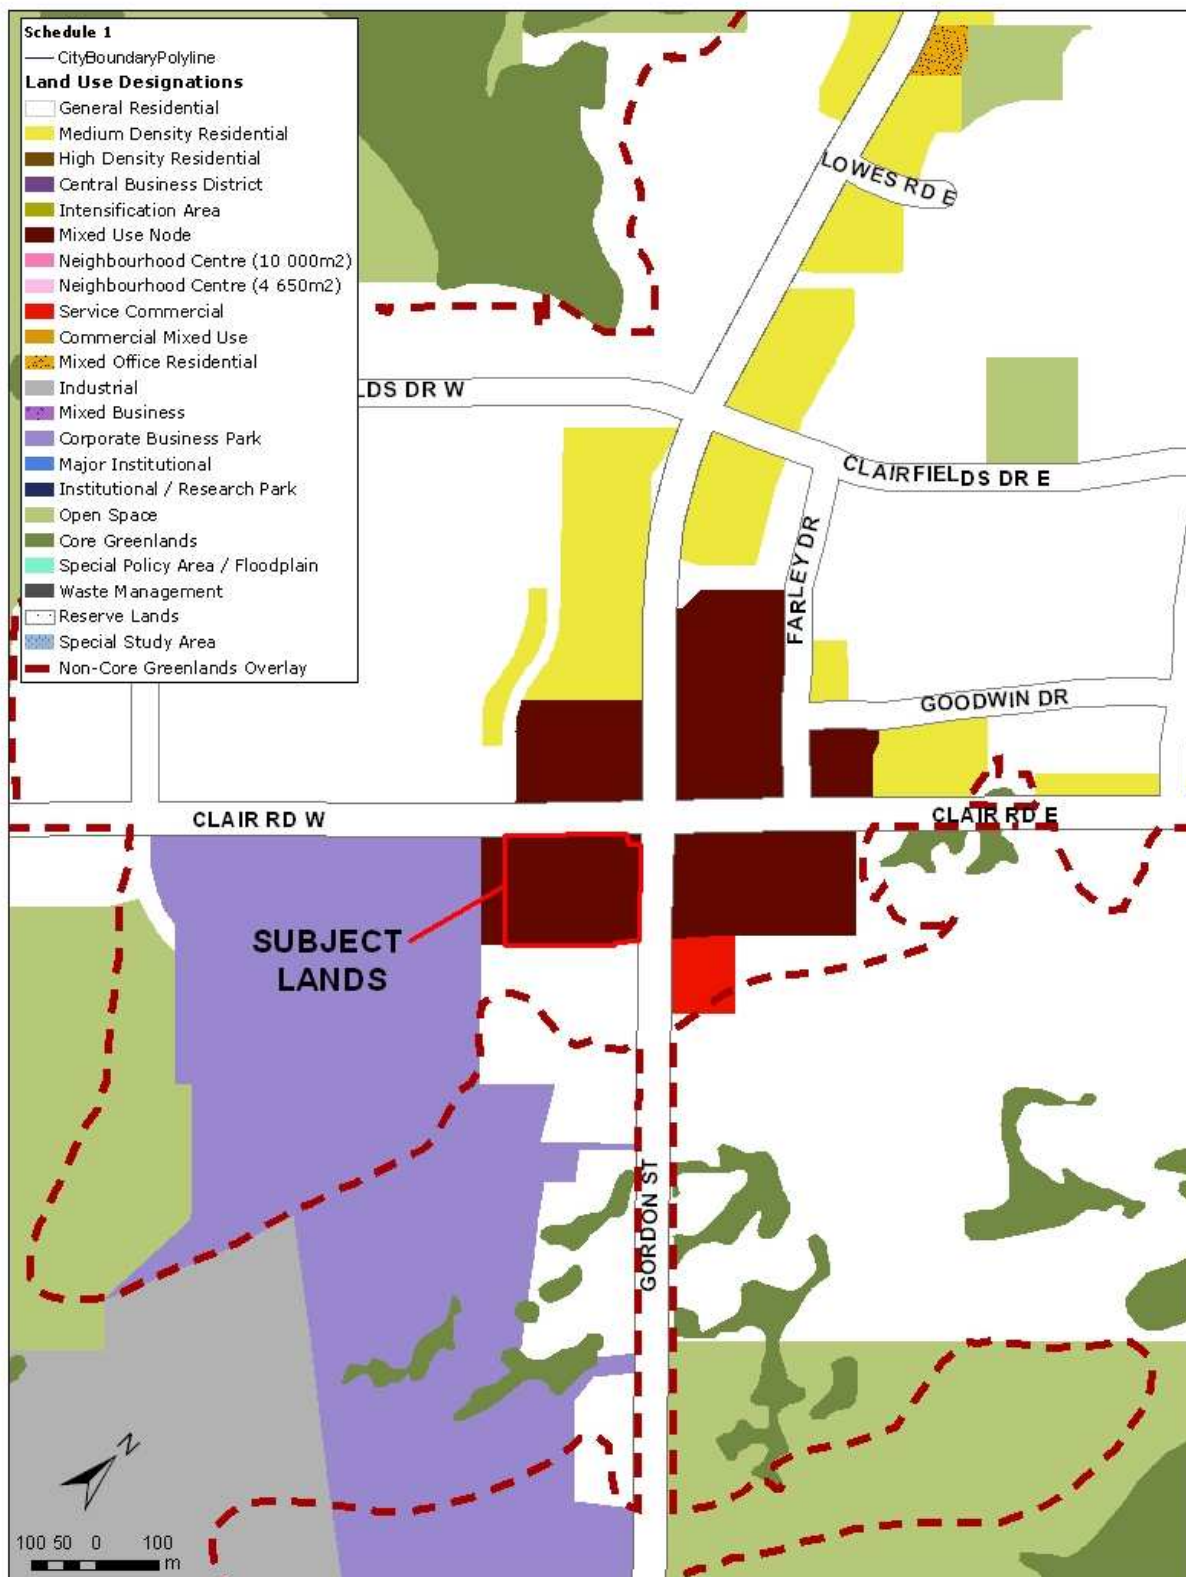 Schedule 1
CityBoundaryPolyline
Land Use Designations
General Residential
Medium Density Residential
High Density Residential
Central Business District
Intensification Area
Mixed Use Node
Neighbourhood Centre (10 000m2)
Neighbourhood Centre (4 650m2)
Service Commercial
Commercial Mixed Use
Mixed Office Residential
Industrial
Mixed Business
Corporate Business Park
Major Institutional
Institutional / Research Park
Open Space
Core Greenlands
Special Policy Area / Floodplain
Waste Management
Reserve Lands
Special Study Area
Non-Core Greenlands Overlay
LOWES RD E
LDS DR W
CLAIRFIELDS DR E
FARLEY DR
GOODWIN DR
CLAIR RD W
CLAIR RD E
SUBJECT
LANDS
GORDON ST
N
100 50 0 100
m